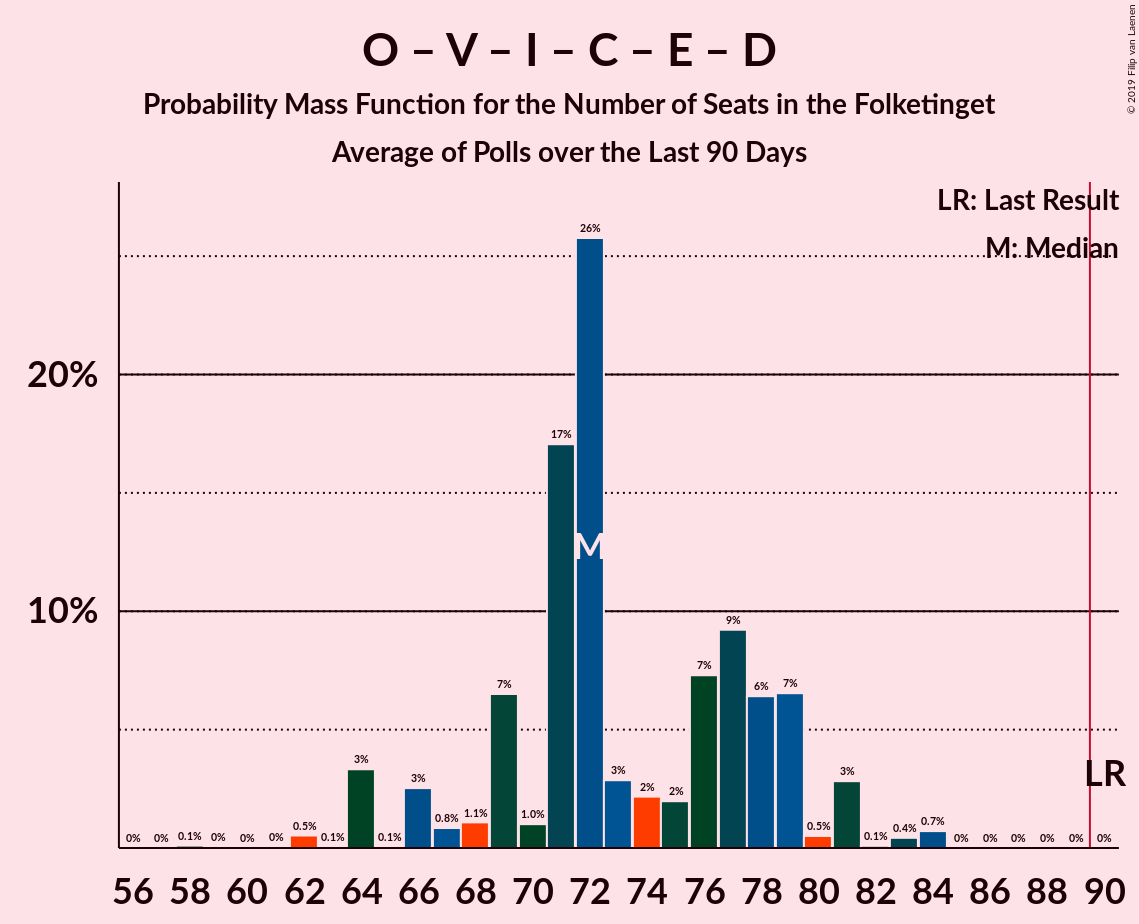 O – V – I – C – E – D
Probability Mass Function for the Number of Seats in the Folketinget
Average of Polls over the Last 90 Days
© 2019 Filip van Laenen
LR: Last Result
M: Median
26%
20%
17%
M
10%
9%
7%
7%
7%
6%
3%
3%
3%
3%
2%
2%
LR
1.1%
1.0%
0.8%
0.7%
0.5%
0.5%
0.4%
0% 0% 0.1% 0% 0% 0% 0.1% 0.1% 0.1% 0% 0% 0% 0% 0% 0%
56 58 60 62 64 66 68 70 72 74 76 78 80 82 84 86 88 90